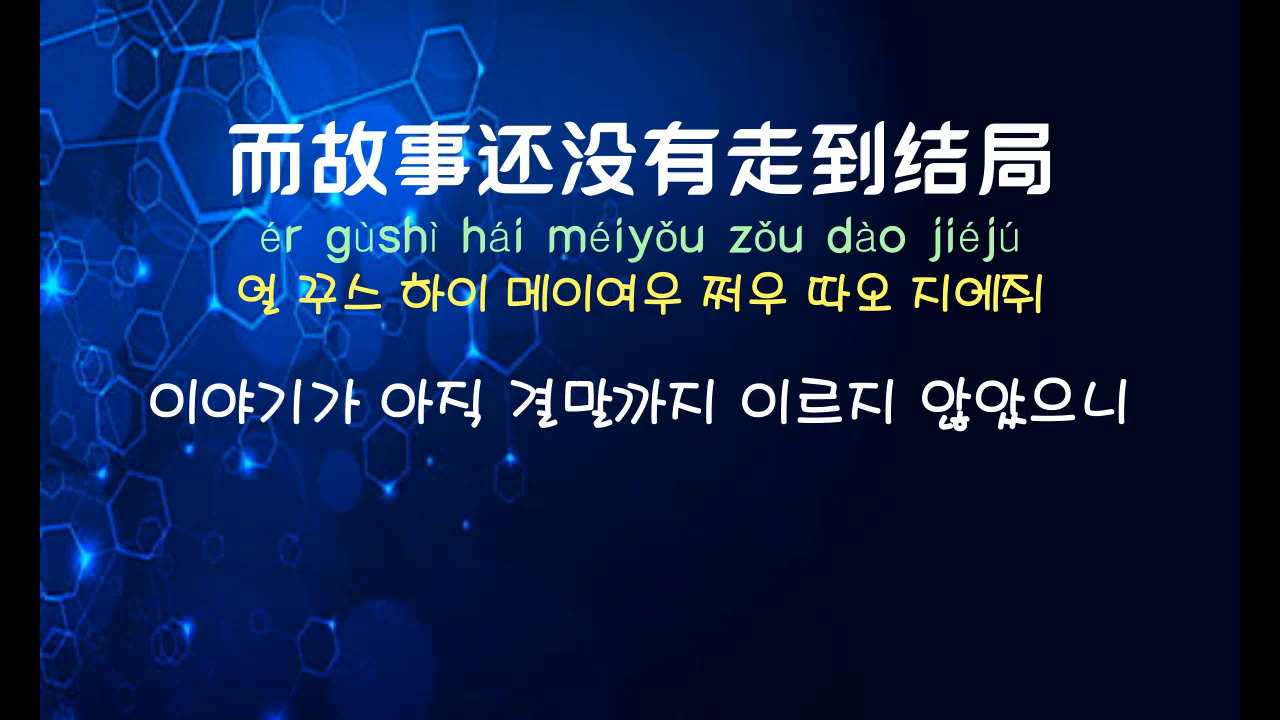 而故事还没有走到结局
ér gùshì hái méiyǒu zǒu dào jiéjú
얼 꾸스 하이 메이여우 쩌우 따오 지에쥐
이야기가 아직 결말까지 이르지 않았으니